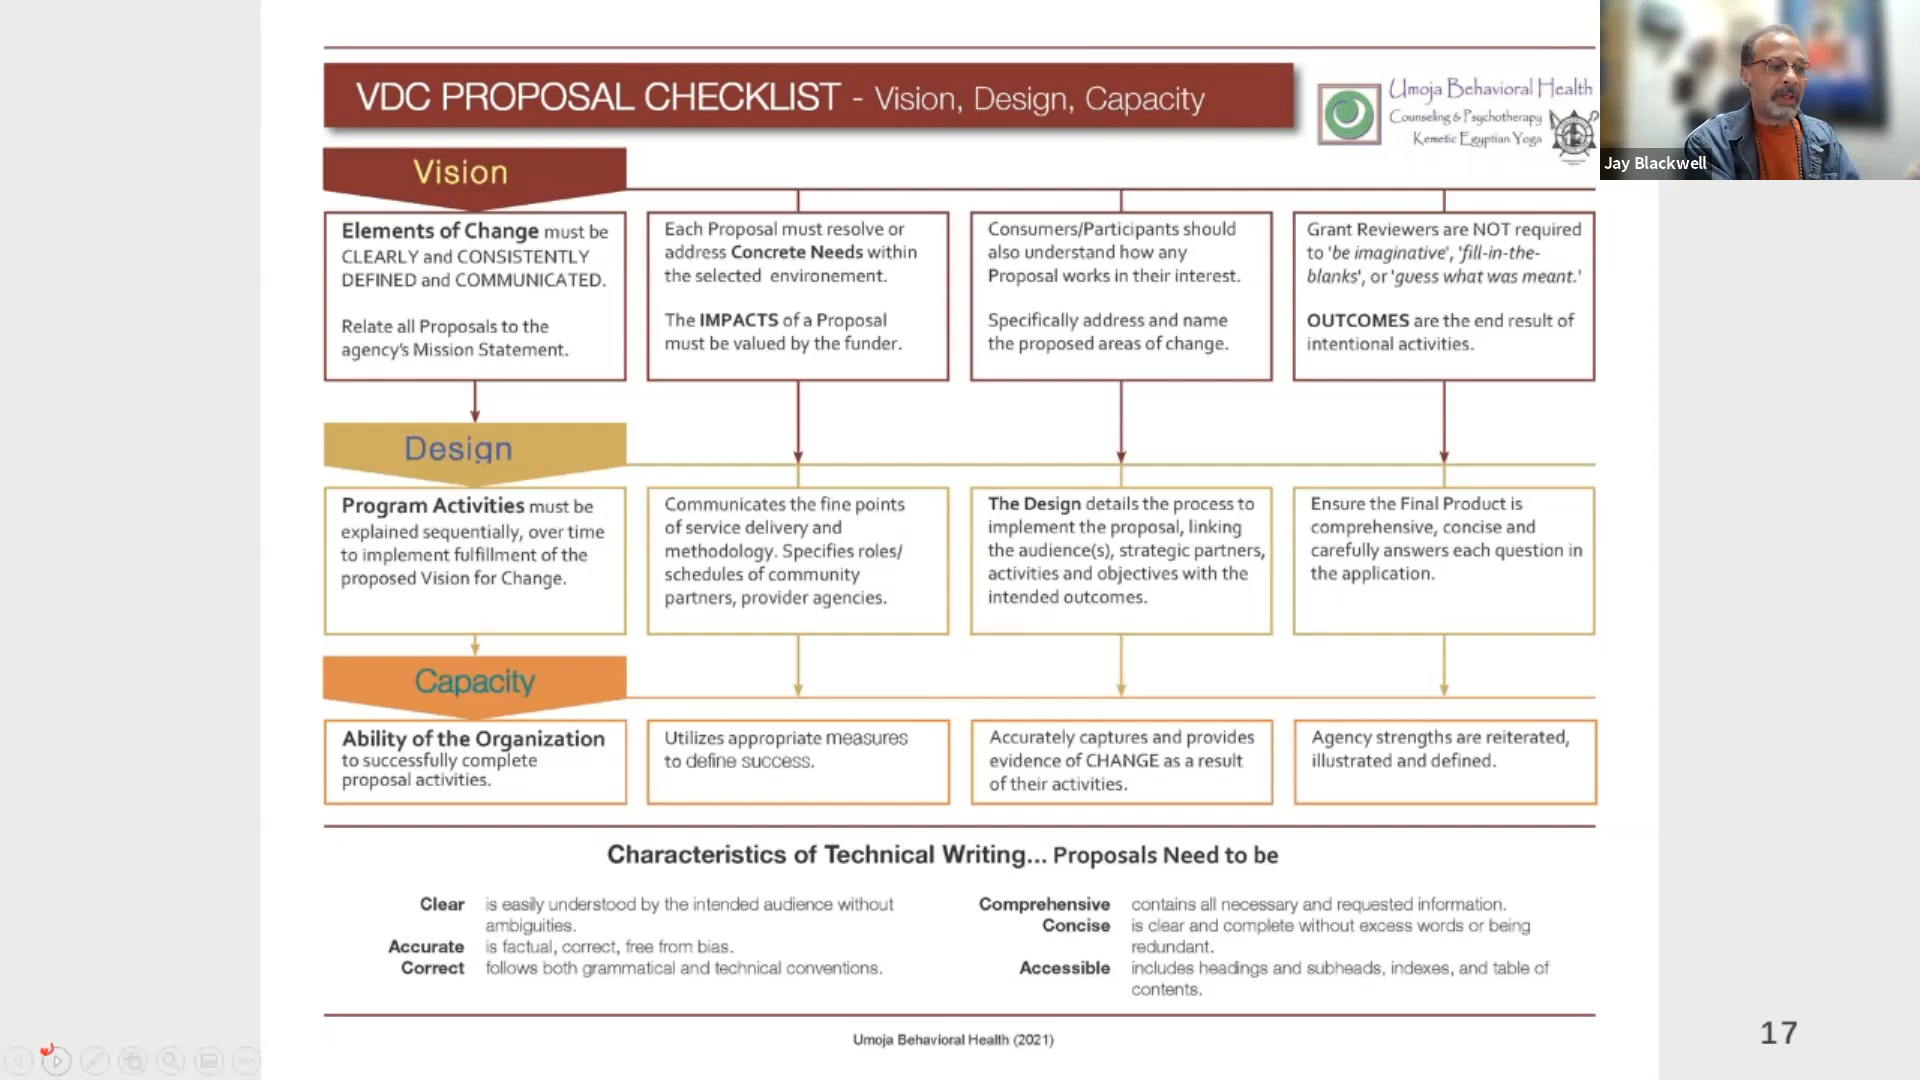 VDC PROPOSAL CHECKLIST - Vision, Design, Capacity
Umoja Behavioral Health
Counseling & Psychotherapy
Kemetic Egyptian Yoga
Jay Blackwell
Vision
Elements of Change must be
CLEARLY and CONSISTENTLY
DEFINED and COMMUNICATED.
Relate all Proposals to the
agency's Mission Statement.
Each Proposal must resolve or
address Concrete Needs within
the selected environement.
The IMPACTS of a Proposal
must be valued by the funder.
Consumers/Participants should
also understand how any
Proposal works in their interest.
Specifically address and name
the proposed areas of change.
Grant Reviewers are NOT required
to 'be imaginative', 'fill-in-the-
blanks', or 'guess what was meant.'
OUTCOMES are the end result of
intentional activities.
Design
Program Activities must be
explained sequentially, over time
to implement fulfillment of the
proposed Vision for Change.
Communicates the fine points
of service delivery and
methodology. Specifies roles/
schedules of community
partners, provider agencies.
The Design details the process to
implement the proposal, linking
the audience(s), strategic partners,
activities and objectives with the
intended outcomes.
Ensure the Final Product is
comprehensive, concise and
carefully answers each question in
the application.
Capacity
Ability of the Organization
to successfully complete
proposal activities.
Utilizes appropriate measures
to define success.
Accurately captures and provides
evidence of CHANGE as a result
of their activities.
Agency strengths are reiterated,
illustrated and defined.
Characteristics of Technical Writing... Proposals Need to be
Clear is easily understood by the intended audience without
ambiguities.
Accurate is factual, correct, free from bias.
Correct follows both grammatical and technical conventions.
Comprehensive contains all necessary and requested information.
Concise is clear and complete without excess words or being
redundant.
Accessible includes headings and subheads, indexes, and table of
contents.
Umoja Behavioral Health (2021)
17